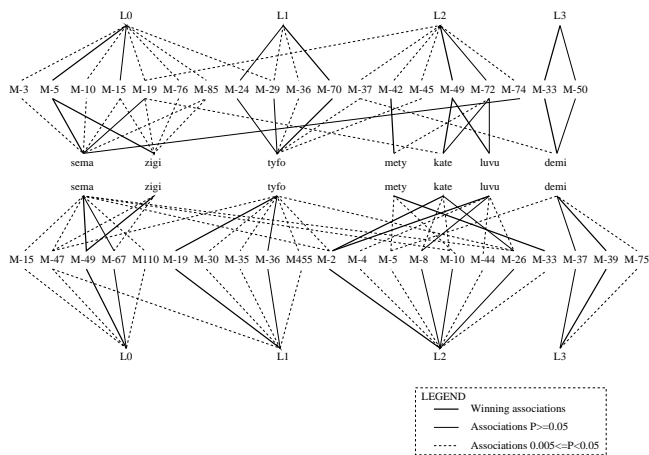 L0 L1 L2 L3
M-3 M-5 M-10 M-15 M-19 M-76 M-85 M-24 M-29 M-36 M-70 M-37 M-42 M-45 M-49 M-72 M-74 M-33 M-50
sema zigi tyfo mety kate luvu demi
sema zigi tyfo mety kate luvu demi
M-15 M-47 M-49 M-67 M110 M-19 M-30 M-35 M-36 M455 M-2 M-4 M-5 M-8 M-10 M-44 M-26 M-33 M-37 M-39 M-75
L0 L1 L2 L3
LEGEND
Winning associations
Associations P>=0.05
Associations 0.005<=P<0.05